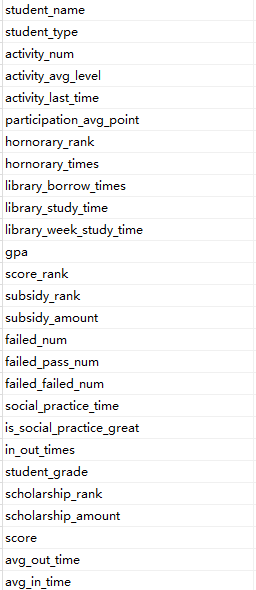 student_name
student_type
activity_num
activity_avg_level
activity_last_time
participation_avg_point
hornorary_rank
hornorary_times
library_borrow_times
library_study_time
library_week_study_time
gpa
score_rank
subsidy_rank
subsidy_amount
failed_num
failed_pass_num
failed_failed_num
social_practice_time
is_social_practice_great
in_out_times
student_grade
scholarship_rank
scholarship_amount
score
avg_out_time
avg_in_time